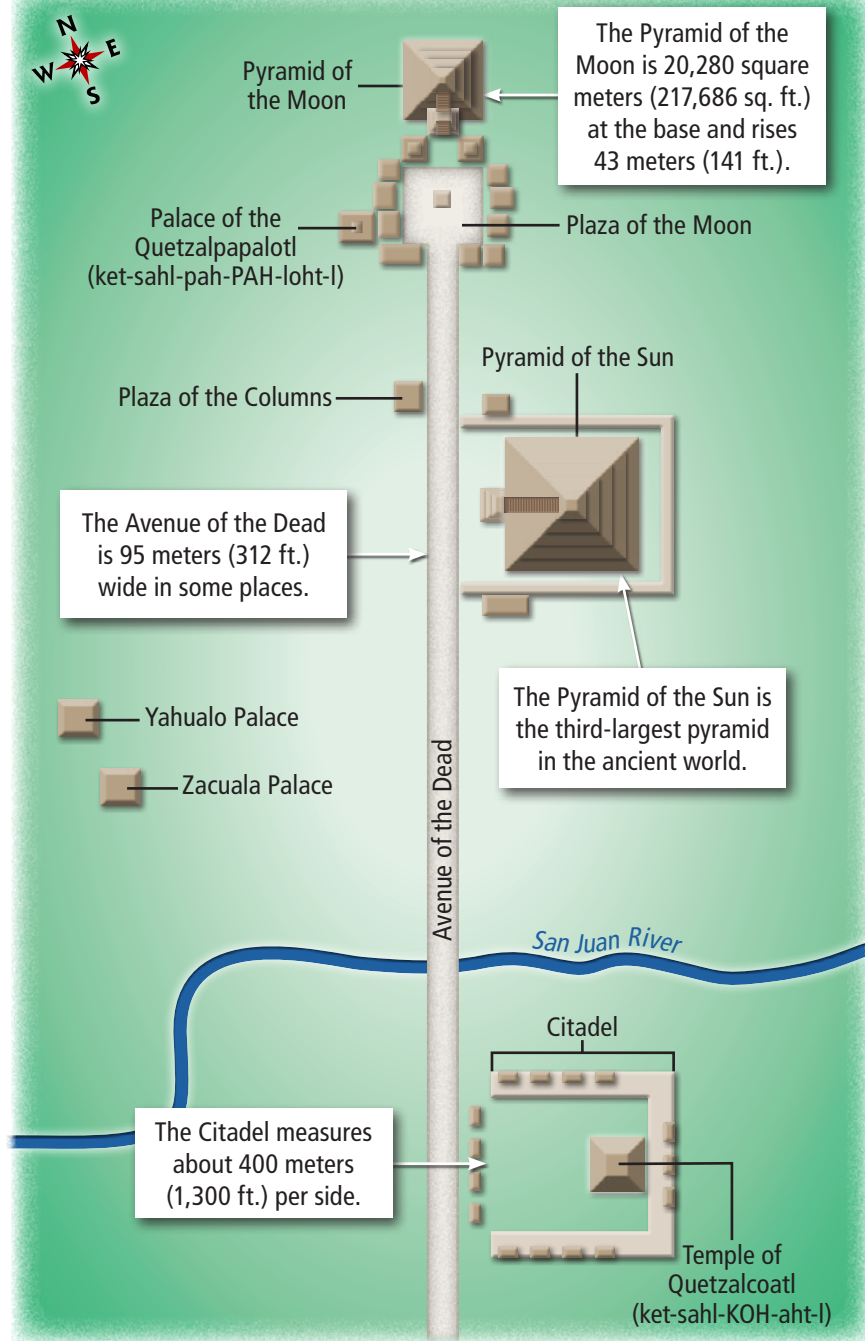 N
E
W
S
Pyramid of
the Moon
The Pyramid of the
Moon is 20,280 square
meters (217,686 sq. ft.)
at the base and rises
43 meters (141 ft.).
Palace of the
Quetzalpapalotl
(ket-sahl-pah-PAH-loht-l)
Plaza of the Moon
Pyramid of the Sun
Plaza of the Columns
The Avenue of the Dead
is 95 meters (312 ft.)
wide in some places.
The Pyramid of the Sun is
the third-largest pyramid
in the ancient world.
Yahualo Palace
Zacuala Palace
Avenue of the Dead
San Juan River
Citadel
The Citadel measures
about 400 meters
(1,300 ft.) per side.
Temple of
Quetzalcoatl
(ket-sahl-KOH-aht-l)